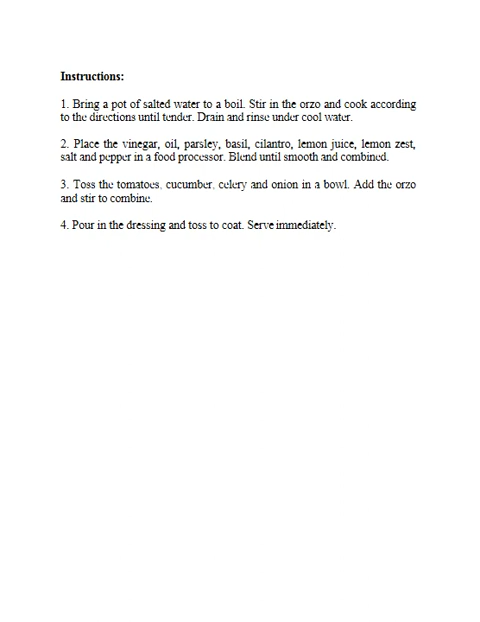 Instructions:
1. Bring a pot of salted water to a boil. Stir in the orzo and cook according
to the directions until tender. Drain and rinse under cool water.
2. Place the vinegar, oil, parsley, basil, cilantro, lemon juice, lemon zest,
salt and pepper in a food processor. Blend until smooth and combined.
3. Toss the tomatoes, cucumber, celery and onion in a bowl. Add the orzo
and stir to combine.
4. Pour in the dressing and toss to coat. Serve immediately.